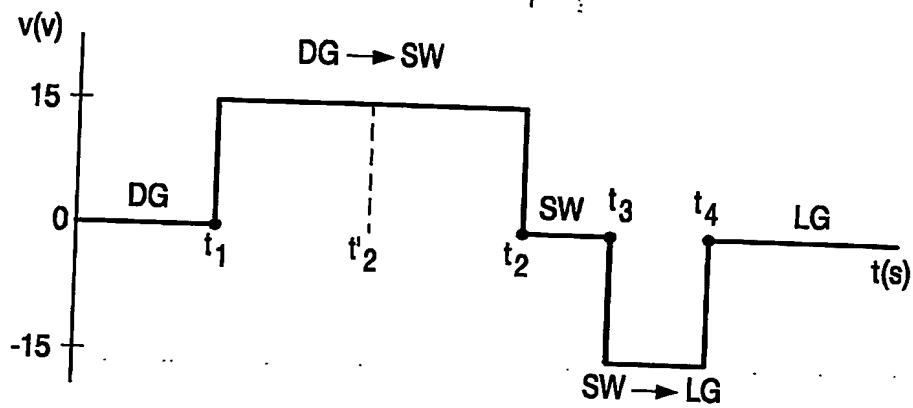 v(v)
DG → SW
15
DG
SW
t3
t4
LG
0
t1
t'2
t2
t(s)
-15
SW → LG